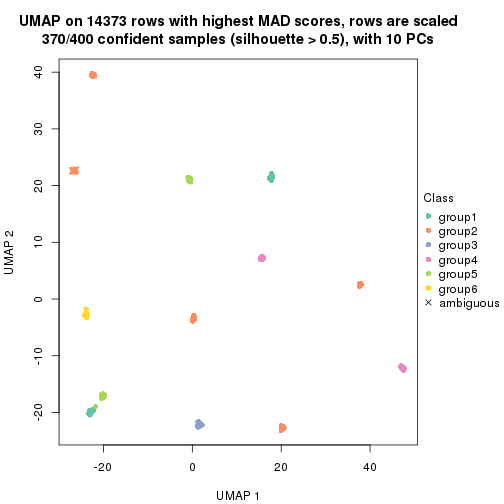 UMAP on 14373 rows with highest MAD scores, rows are scaled
370/400 confident samples (silhouette > 0.5), with 10 PCs
40
30
20
10
0
-10
-20
UMAP 2
-20
0
20
40
UMAP 1
Class
group1
group2
group3
group4
group5
group6
ambiguous